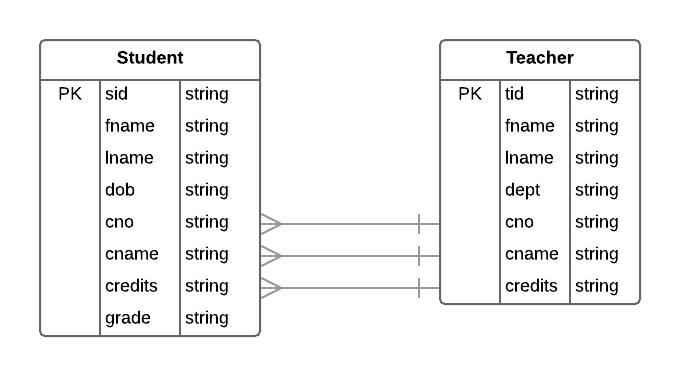 Student
PK sid string
fname string
lname string
dob string
cno string
cname string
credits string
grade string
Teacher
PK tid string
fname string
lname string
dept string
cno string
cname string
credits string